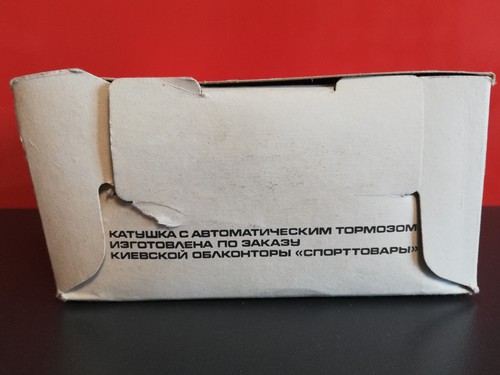 КАТУШКА С АВТОМАТИЧЕСКИМ ТОРМОЗОМ
ИЗГОТОВЛЕНА ПО ЗАКАЗУ
КИЕВСКОЙ ОБЛКОНТОРЫ «СПОРТТОВАРЫ»